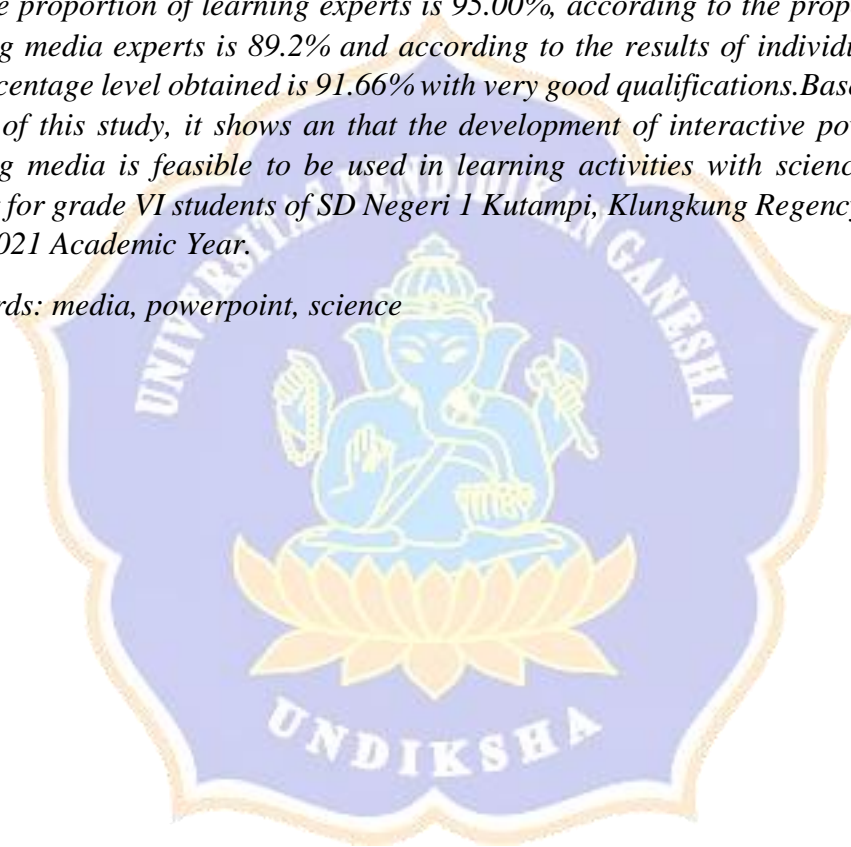 e proportion of learning experts is 95.00%, according to the prop
g media experts is 89.2% and according to the results of individu
centage level obtained is 91.66% with very good qualifications.Base
of this study, it shows an that the development of interactive pow
g media is feasible to be used in learning activities with scienc
for grade VI students of SD Negeri 1 Kutampi, Klungkung Regency
021 Academic Year.
rds: media, powerpoint, science
UNIVERSITAS PENDIDIKAN GANESHA
UNDIKSHA